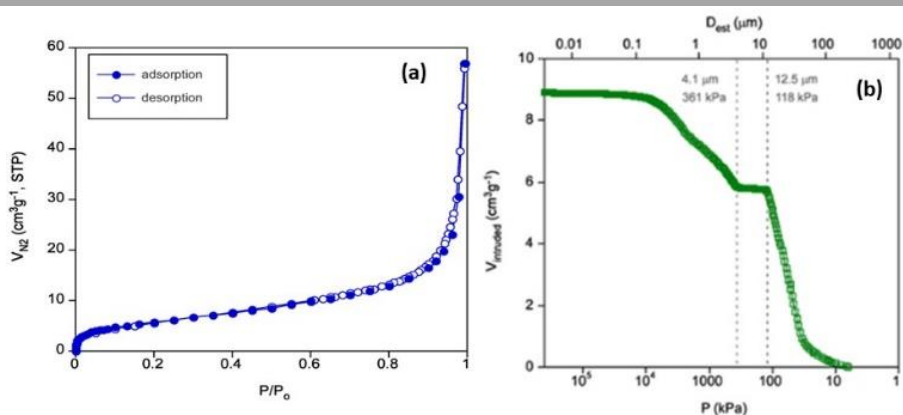 60
50
40
30
20
10
0
V_N2 (cm³g⁻¹, STP)
adsorption
desorption
(a)
0 0.2 0.4 0.6 0.8 1
P/P_o
D_est (μm)
0.01 0.1 1 10 100 1000
10
8
6
4
2
0
V_intruded (cm³g⁻¹)
4.1 μm
361 kPa
12.5 μm
118 kPa
(b)
10⁵ 10⁴ 1000 100 10 1
P (kPa)